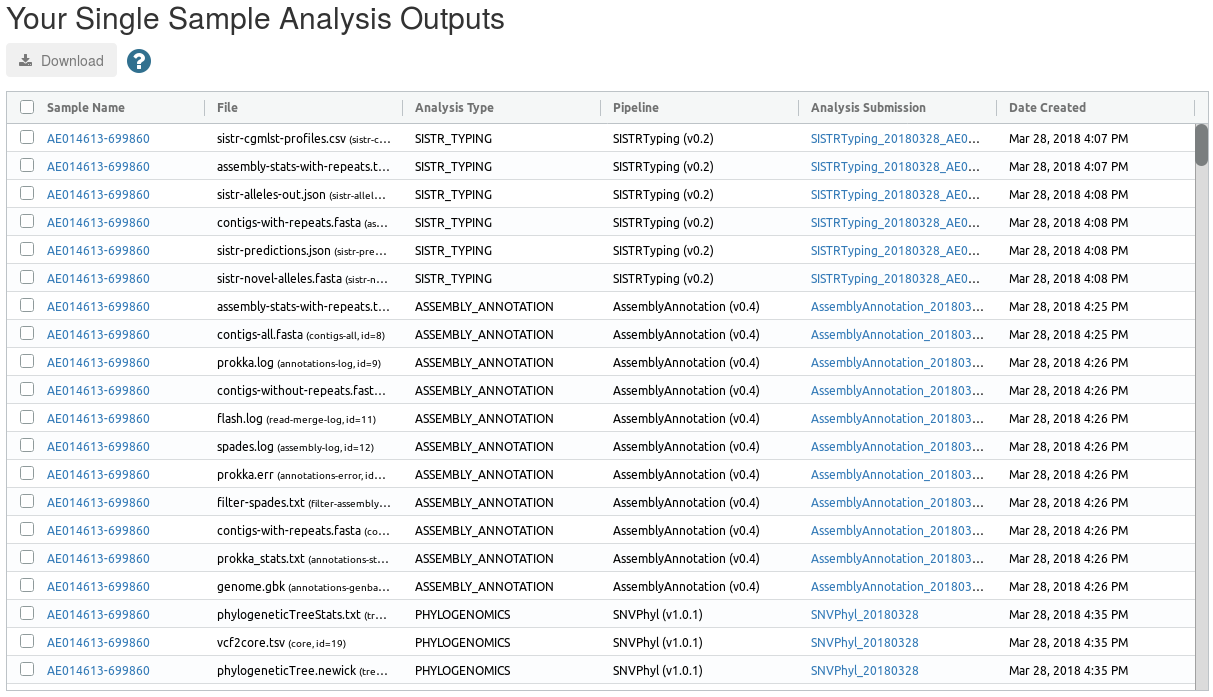 Your Single Sample Analysis Outputs
Download ?
Sample Name File Analysis Type Pipeline Analysis Submission Date Created
AE014613-699860 sistr-cgmlst-profiles.csv (sistr-c... SISTR_TYPING SISTRTyping (v0.2) SISTRTyping_20180328_AE0... Mar 28, 2018 4:07 PM
AE014613-699860 assembly-stats-with-repeats.t... SISTR_TYPING SISTRTyping (v0.2) SISTRTyping_20180328_AE0... Mar 28, 2018 4:07 PM
AE014613-699860 sistr-alleles-out.json (sistr-allel... SISTR_TYPING SISTRTyping (v0.2) SISTRTyping_20180328_AE0... Mar 28, 2018 4:08 PM
AE014613-699860 contigs-with-repeats.fasta (as... SISTR_TYPING SISTRTyping (v0.2) SISTRTyping_20180328_AE0... Mar 28, 2018 4:08 PM
AE014613-699860 sistr-predictions.json (sistr-pre... SISTR_TYPING SISTRTyping (v0.2) SISTRTyping_20180328_AE0... Mar 28, 2018 4:08 PM
AE014613-699860 sistr-novel-alleles.fasta (sistr-n... SISTR_TYPING SISTRTyping (v0.2) SISTRTyping_20180328_AE0... Mar 28, 2018 4:08 PM
AE014613-699860 assembly-stats-with-repeats.t... ASSEMBLY_ANNOTATION AssemblyAnnotation (v0.4) AssemblyAnnotation_201803... Mar 28, 2018 4:25 PM
AE014613-699860 contigs-all.fasta (contigs-all, id=8) ASSEMBLY_ANNOTATION AssemblyAnnotation (v0.4) AssemblyAnnotation_201803... Mar 28, 2018 4:25 PM
AE014613-699860 prokka.log (annotations-log, id=9) ASSEMBLY_ANNOTATION AssemblyAnnotation (v0.4) AssemblyAnnotation_201803... Mar 28, 2018 4:26 PM
AE014613-699860 contigs-without-repeats.fast... ASSEMBLY_ANNOTATION AssemblyAnnotation (v0.4) AssemblyAnnotation_201803... Mar 28, 2018 4:26 PM
AE014613-699860 flash.log (read-merge-log, id=11) ASSEMBLY_ANNOTATION AssemblyAnnotation (v0.4) AssemblyAnnotation_201803... Mar 28, 2018 4:26 PM
AE014613-699860 spades.log (assembly-log, id=12) ASSEMBLY_ANNOTATION AssemblyAnnotation (v0.4) AssemblyAnnotation_201803... Mar 28, 2018 4:26 PM
AE014613-699860 prokka.err (annotations-error, id... ASSEMBLY_ANNOTATION AssemblyAnnotation (v0.4) AssemblyAnnotation_201803... Mar 28, 2018 4:26 PM
AE014613-699860 filter-spades.txt (filter-assembly... ASSEMBLY_ANNOTATION AssemblyAnnotation (v0.4) AssemblyAnnotation_201803... Mar 28, 2018 4:26 PM
AE014613-699860 contigs-with-repeats.fasta (co... ASSEMBLY_ANNOTATION AssemblyAnnotation (v0.4) AssemblyAnnotation_201803... Mar 28, 2018 4:26 PM
AE014613-699860 prokka_stats.txt (annotations-st... ASSEMBLY_ANNOTATION AssemblyAnnotation (v0.4) AssemblyAnnotation_201803... Mar 28, 2018 4:26 PM
AE014613-699860 genome.gbk (annotations-genba... ASSEMBLY_ANNOTATION AssemblyAnnotation (v0.4) AssemblyAnnotation_201803... Mar 28, 2018 4:26 PM
AE014613-699860 phylogeneticTreeStats.txt (tr... PHYLOGENOMICS SNVPhyl (v1.0.1) SNVPhyl_20180328 Mar 28, 2018 4:35 PM
AE014613-699860 vcf2core.tsv (core, id=19) PHYLOGENOMICS SNVPhyl (v1.0.1) SNVPhyl_20180328 Mar 28, 2018 4:35 PM
AE014613-699860 phylogeneticTree.newick (tre... PHYLOGENOMICS SNVPhyl (v1.0.1) SNVPhyl_20180328 Mar 28, 2018 4:35 PM